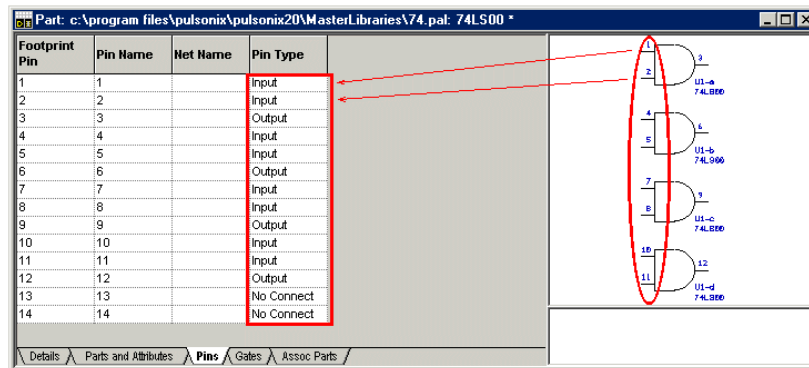 Part: c:\program files\pulsonix\pulsonix20\MasterLibraries\74.pal: 74LS00 *
Footprint Pin Pin Name Net Name Pin Type
1 1 Input
2 2 Input
3 3 Output
4 4 Input
5 5 Input
6 6 Output
7 7 Input
8 8 Input
9 9 Output
10 10 Input
11 11 Input
12 12 Output
13 13 No Connect
14 14 No Connect
Details Parts and Attributes Pins Gates Assoc Parts
1
3
2
U1-a
4
6
5
U1-b
7
9
8
U1-c
10
12
11
U1-d